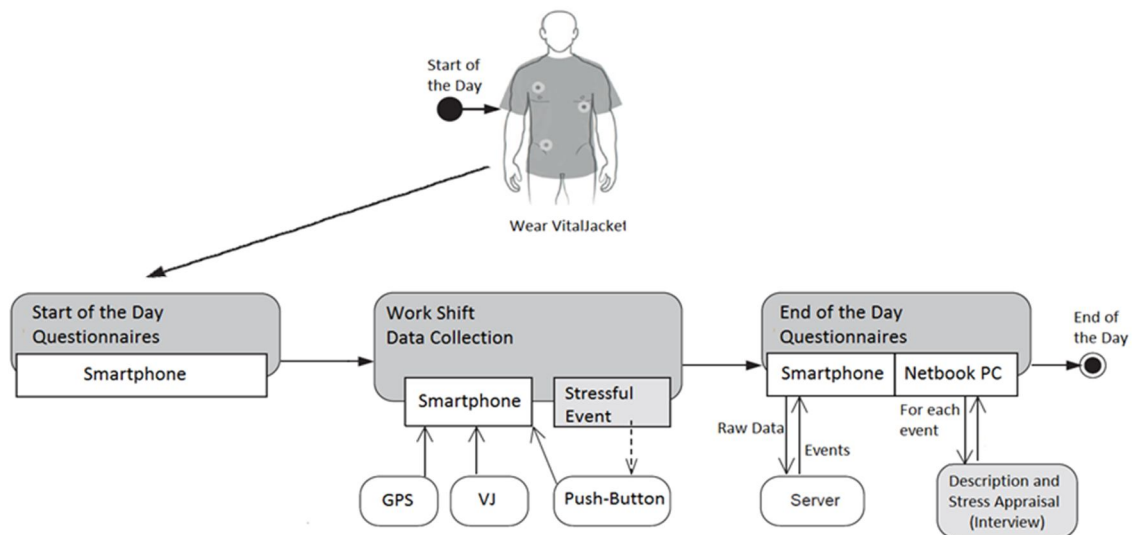 Start of
the Day
Wear VitalJacket
Start of the Day
Questionnaires
Smartphone
Work Shift
Data Collection
Smartphone
Stressful
Event
GPS
VJ
Push-Button
End of the Day
Questionnaires
Smartphone
Netbook PC
Raw Data
Events
For each
event
Server
Description and
Stress Appraisal
(Interview)
End of
the Day